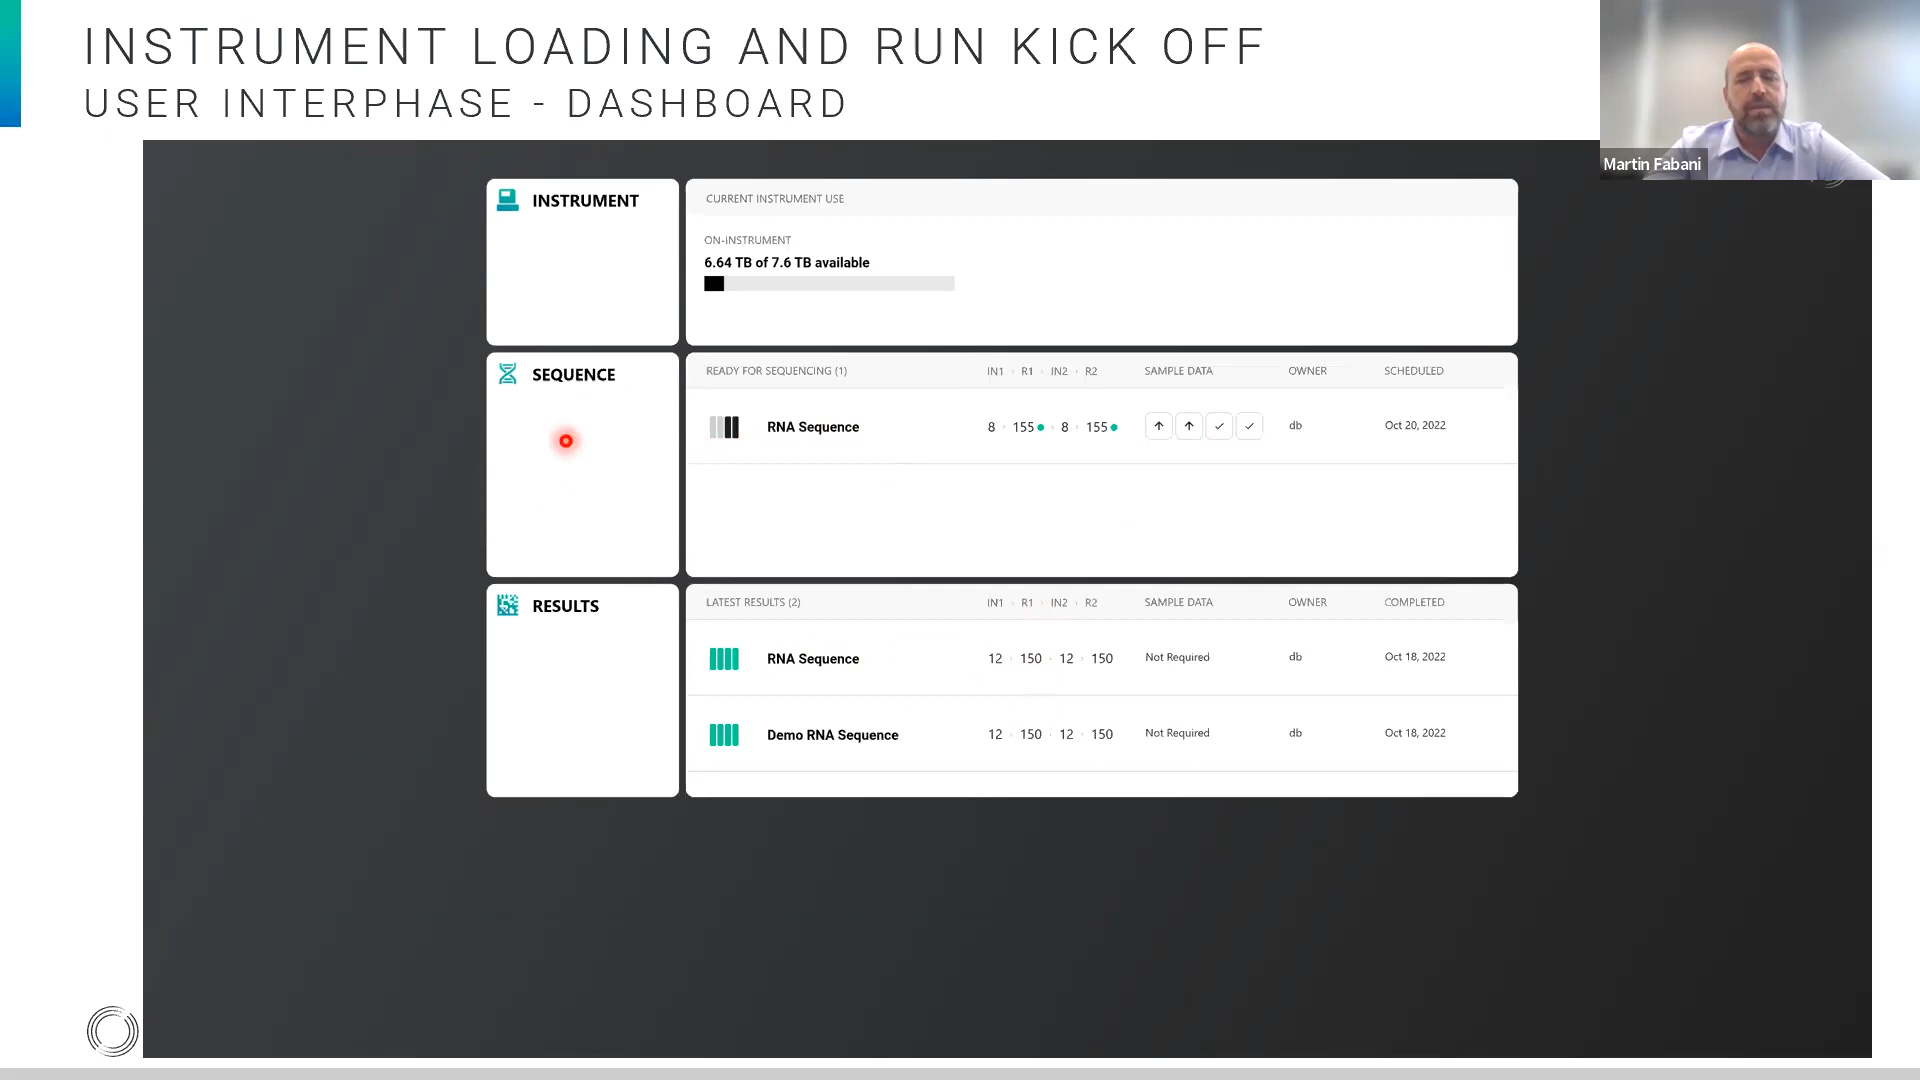 INSTRUMENT LOADING AND RUN KICK OFF
USER INTERPHASE - DASHBOARD
Martin Fabani
INSTRUMENT
CURRENT INSTRUMENT USE
ON-INSTRUMENT
6.64 TB of 7.6 TB available
SEQUENCE
READY FOR SEQUENCING (1) IN1 R1 IN2 R2 SAMPLE DATA OWNER SCHEDULED
RNA Sequence 8 155 8 155 db Oct 20, 2022
RESULTS
LATEST RESULTS (2) IN1 R1 IN2 R2 SAMPLE DATA OWNER COMPLETED
RNA Sequence 12 150 12 150 Not Required db Oct 18, 2022
Demo RNA Sequence 12 150 12 150 Not Required db Oct 18, 2022